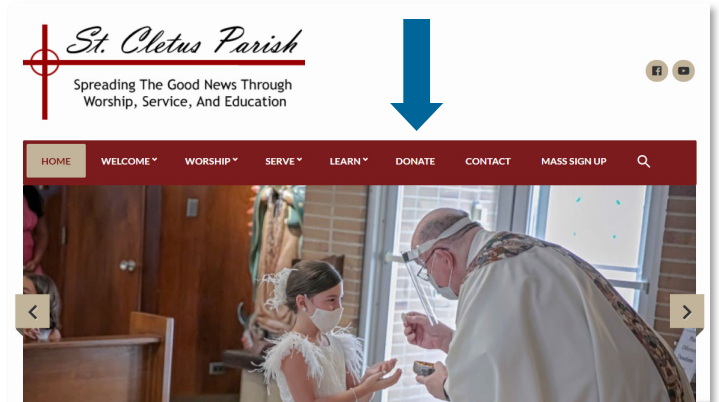 St. Cletus Parish
Spreading The Good News Through
Worship, Service, And Education
HOME WELCOME WORSHIP SERVE LEARN DONATE CONTACT MASS SIGN UP